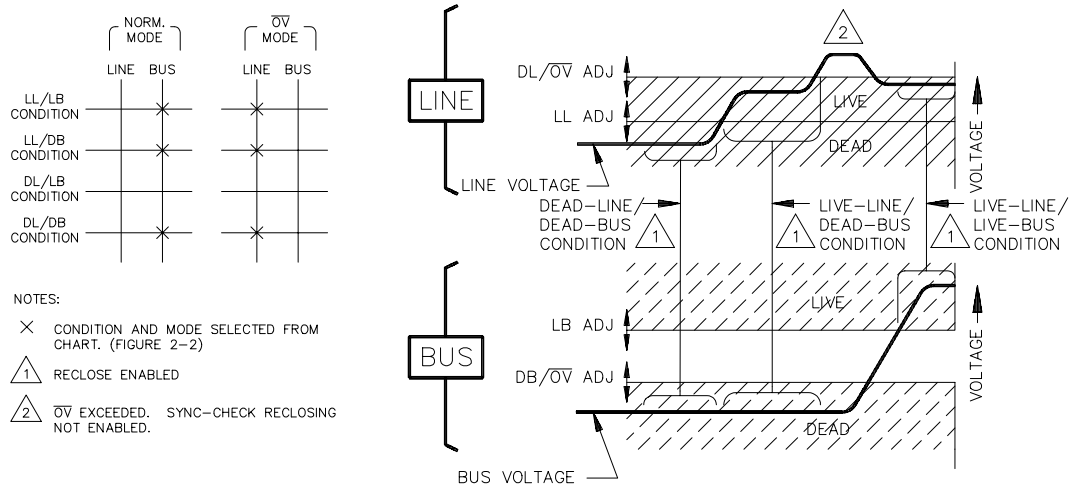 NORM.
MODE
O̅V̅
MODE
LINE BUS
LINE BUS
LL/LB
CONDITION
LL/DB
CONDITION
DL/LB
CONDITION
DL/DB
CONDITION
NOTES:
CONDITION AND MODE SELECTED FROM
CHART. (FIGURE 2-2)
1 RECLOSE ENABLED
2 O̅V̅ EXCEEDED. SYNC-CHECK RECLOSING
NOT ENABLED.
LINE
2
DL/O̅V̅ ADJ
LL ADJ
LIVE
DEAD
LINE VOLTAGE
VOLTAGE
DEAD-LINE/
DEAD-BUS
CONDITION
1
LIVE-LINE/
DEAD-BUS
CONDITION
1
LIVE-LINE/
LIVE-BUS
CONDITION
1
BUS
LIVE
LB ADJ
DB/O̅V̅ ADJ
DEAD
VOLTAGE
BUS VOLTAGE